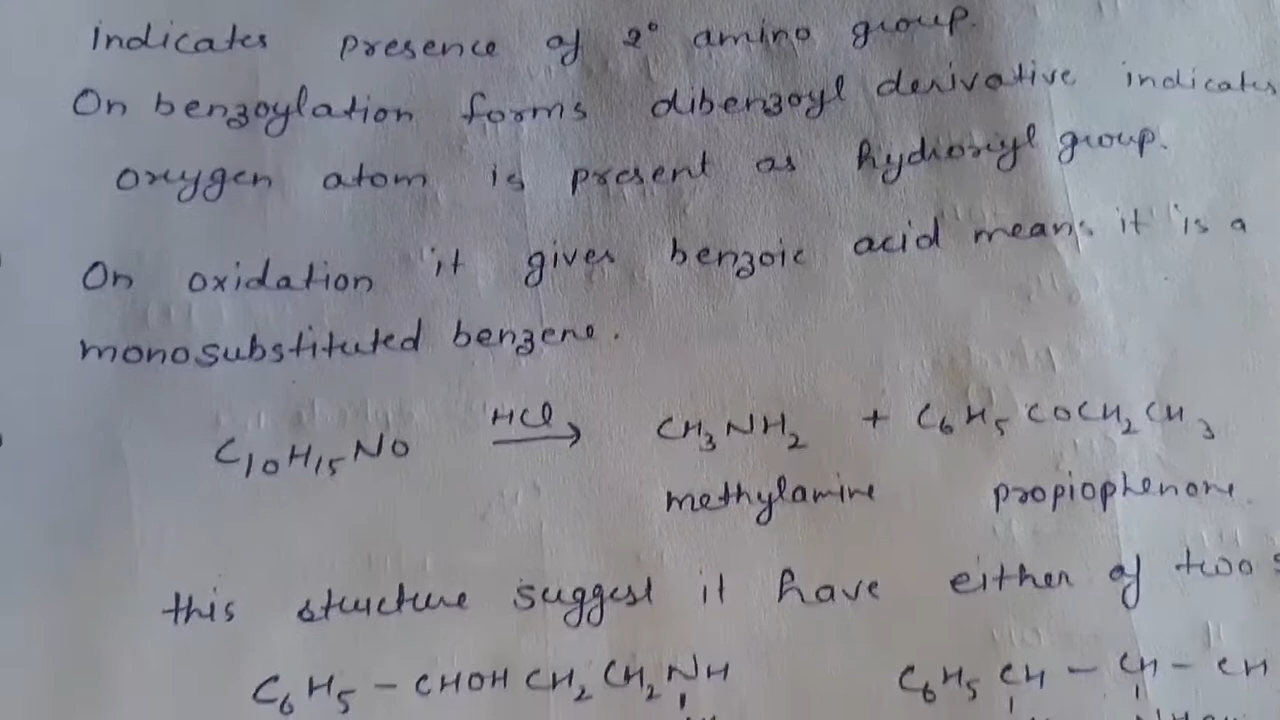 indicates presence of 2° amino group.
On benzoylation forms dibenzoyl derivative indicates
oxygen atom is present as hydroxyl group.
On oxidation it gives benzoic acid means it is a
monosubstituted benzene.
C10H15NO HCl → CH3NH2 + C6H5COCH2CH3
methylamine propiophenone.
this structure suggest it have either of two
C6H5 - CHOH CH2 CH2 NH C6H5 CH - CH - CH